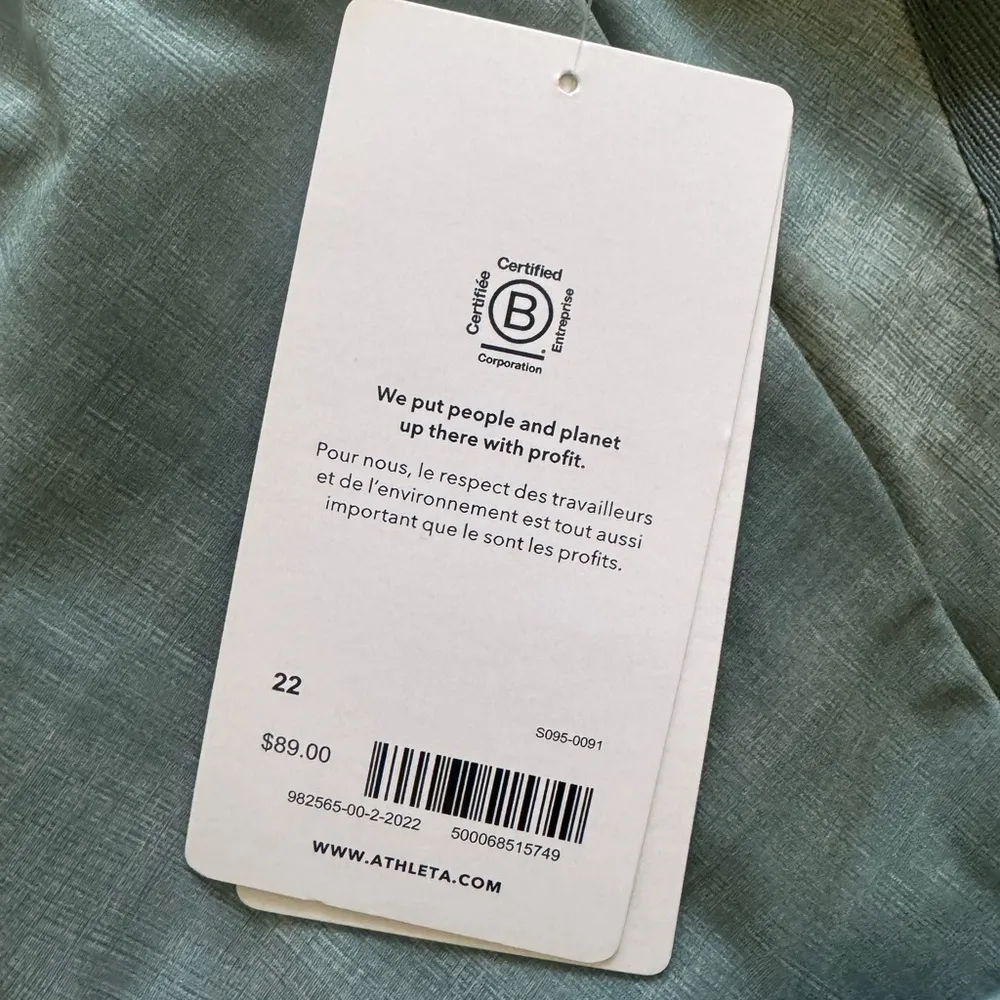 Certified
Certifiée
B
Entreprise
Corporation
We put people and planet
up there with profit.
Pour nous, le respect des travailleurs
et de l'environnement est tout aussi
important que le sont les profits.
22
S095-0091
$89.00
982565-00-2-2022 500068515749
WWW.ATHLETA.COM